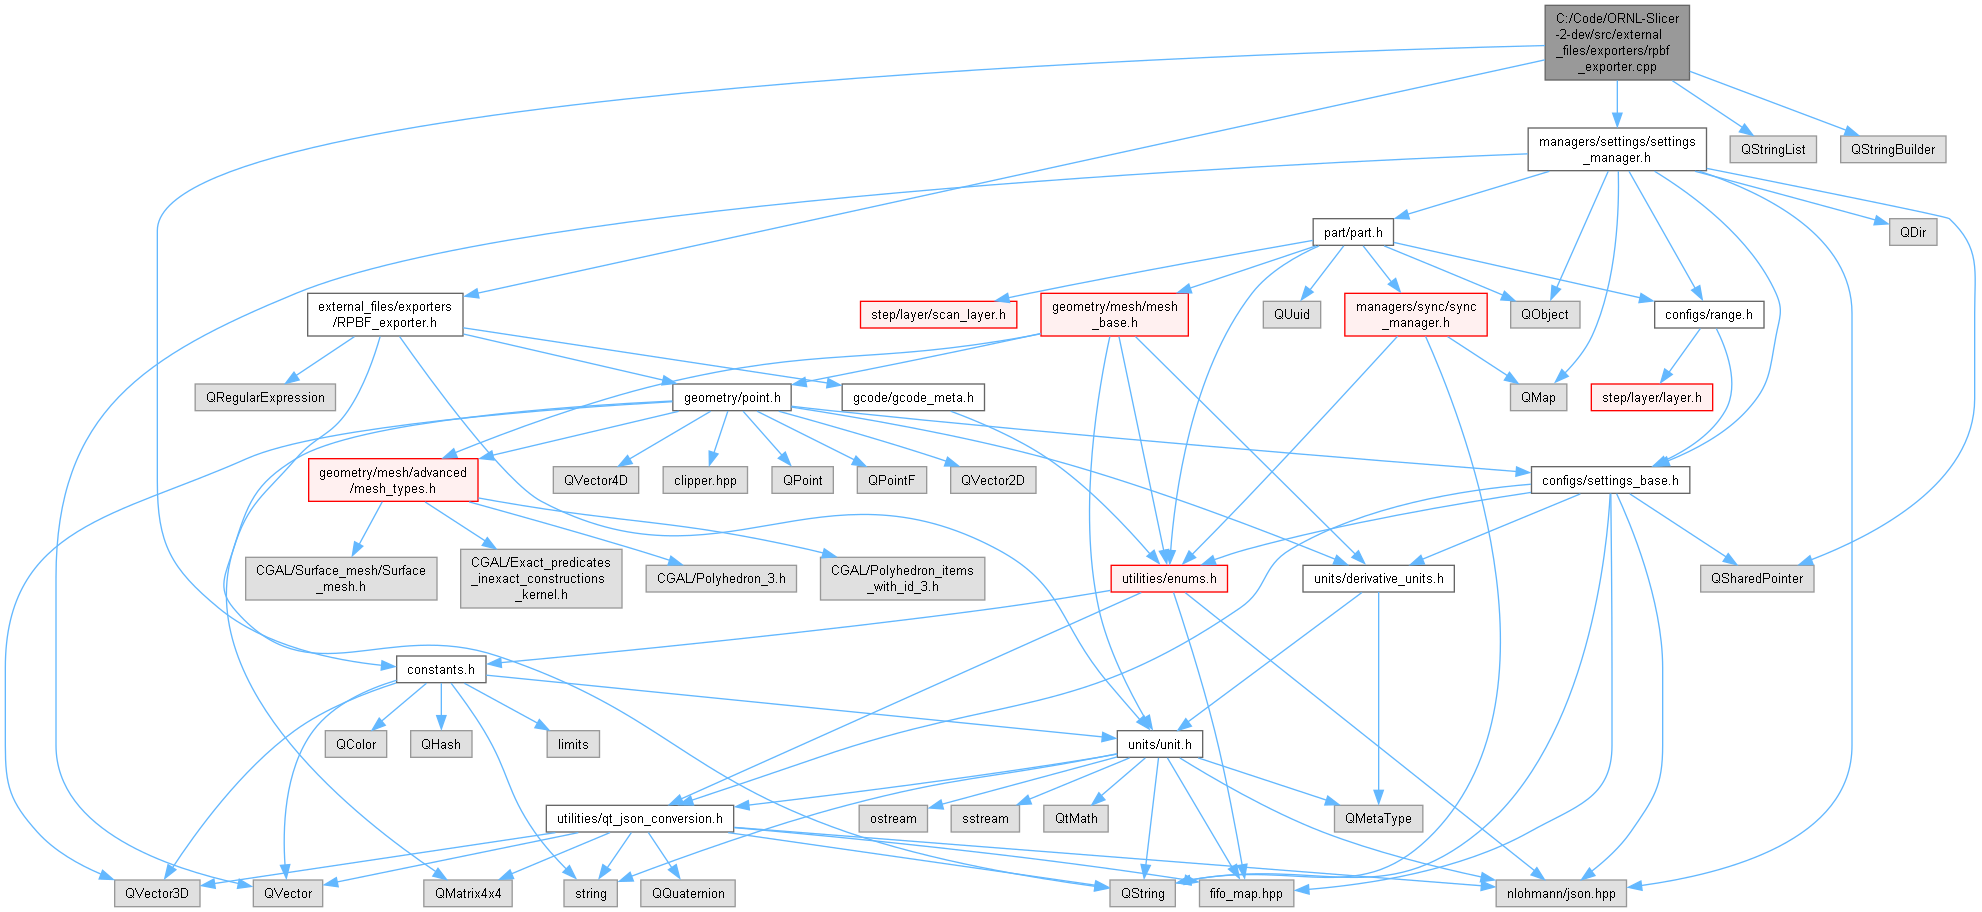 C:/Code/ORNL-Slicer
-2-dev/src/external
_files/exporters/rpbf
_exporter.cpp
managers/settings/settings
_manager.h
QStringList
QStringBuilder
part/part.h
QDir
external_files/exporters
/RPBF_exporter.h
step/layer/scan_layer.h
geometry/mesh/mesh
_base.h
QUuid
managers/sync/sync
_manager.h
QObject
configs/range.h
QRegularExpression
geometry/point.h
gcode/gcode_meta.h
QMap
step/layer/layer.h
geometry/mesh/advanced
/mesh_types.h
QVector4D
clipper.hpp
QPoint
QPointF
QVector2D
configs/settings_base.h
CGAL/Surface_mesh/Surface
_mesh.h
CGAL/Exact_predicates
_inexact_constructions
_kernel.h
CGAL/Polyhedron_3.h
CGAL/Polyhedron_items
_with_id_3.h
utilities/enums.h
units/derivative_units.h
QSharedPointer
constants.h
QColor
QHash
limits
units/unit.h
utilities/qt_json_conversion.h
ostream
sstream
QtMath
QMetaType
QVector3D
QVector
QMatrix4x4
string
QQuaternion
QString
fifo_map.hpp
nlohmann/json.hpp